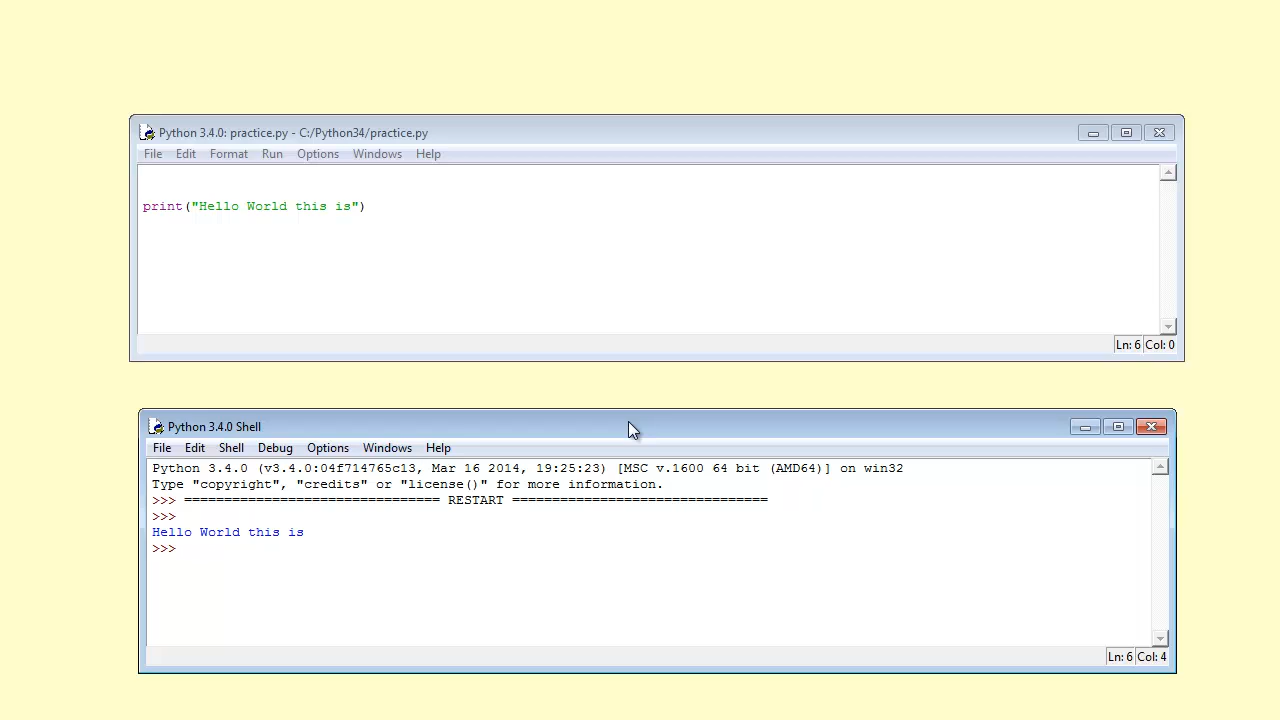 Python 3.4.0: practice.py - C:/Python34/practice.py
File Edit Format Run Options Windows Help
print("Hello World this is")
Ln: 6 Col: 0
Python 3.4.0 Shell
File Edit Shell Debug Options Windows Help
Python 3.4.0 (v3.4.0:04f714765c13, Mar 16 2014, 19:25:23) [MSC v.1600 64 bit (AMD64)] on win32
Type "copyright", "credits" or "license()" for more information.
>>> ================================ RESTART ================================
>>>
Hello World this is
>>>
Ln: 6 Col: 4